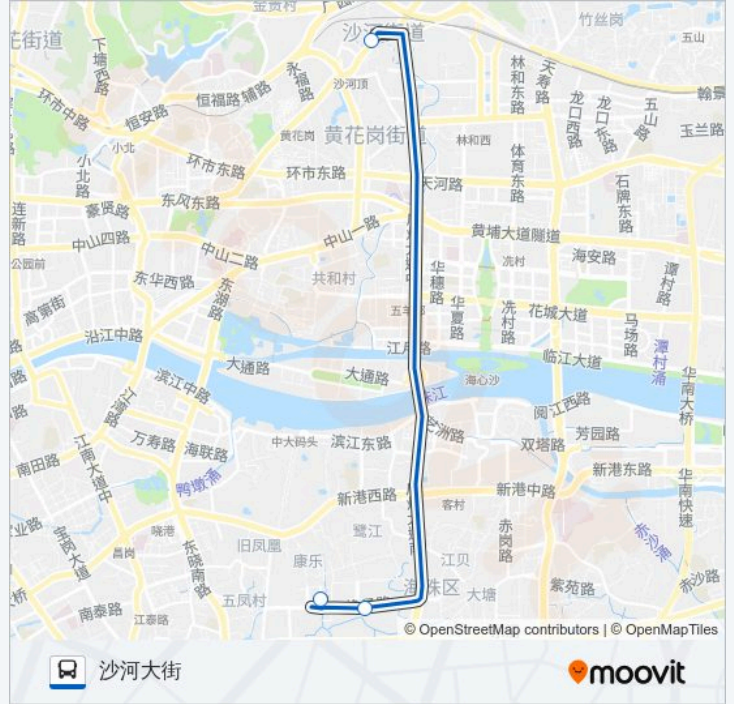 金贵村
沙河街道
竹丝岗
五山
花街道
下塘西路
永福路
沙河顶
林和东路
天寿路
龙口西路
龙口东路
五山路
翰景
环市中路
恒安路
恒福路辅路
黄花岗
黄花岗街道
林和西
玉兰路
小北
小北路
环市东路
环市东路
体育东路
天河路
石牌东路
连新路
豪贤路
东风东路
中山一路
黄埔大道隧道
中山四路
中山二路
海安路
公园前
共和村
华穗路
冼村
谭村路
东华西路
东湖路
高第街
五羊邨
华夏路
冼村路
花城大道
马场路
沿江中路
江月路
临江大道
潭村涌
大通路
大通路
海心沙
华南大桥
滨江中路
珠江
江湾路
阅江西路
万寿路
海联路
中大码头
滨江东路
艺洲路
双塔路
芳园路
南田路
江南大道中
鸭墩涌
新港西路
新港中路
新港东路
华南快速
客村
宝岗大道
晓港
鹭江
赤岗路
赤沙涌
昌岗
旧凤凰
康乐
江贝
东晓南路
五凤村
海珠区
大塘
紫苑路
赤沙路
南泰路
江泰路
© OpenStreetMap contributors | © OpenMapTiles
沙河大街
moovit